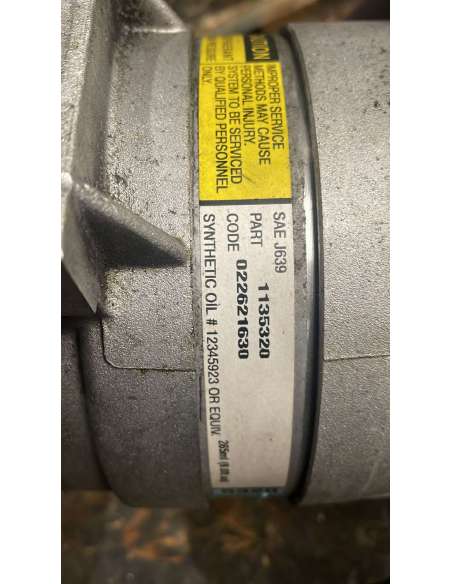 CAUTION
IMPROPER SERVICE
METHODS MAY CAUSE
PERSONAL INJURY.
SYSTEM TO BE SERVICED
BY QUALIFIED PERSONNEL
ONLY.
SAE J639
PART 1135320
CODE 022621630
SYNTHETIC OIL # 12345923 OR EQUIV. 265ml